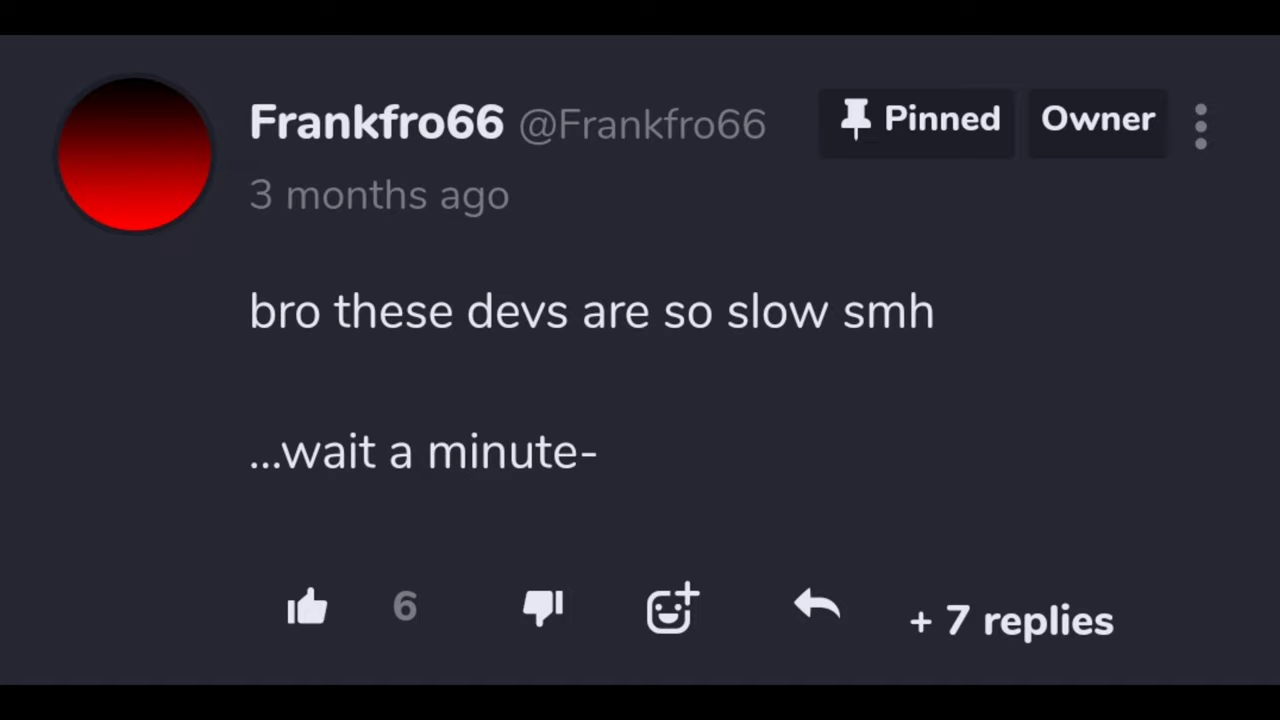 Frankfro66 @Frankfro66 Pinned Owner
3 months ago
bro these devs are so slow smh
...wait a minute-
6 + 7 replies